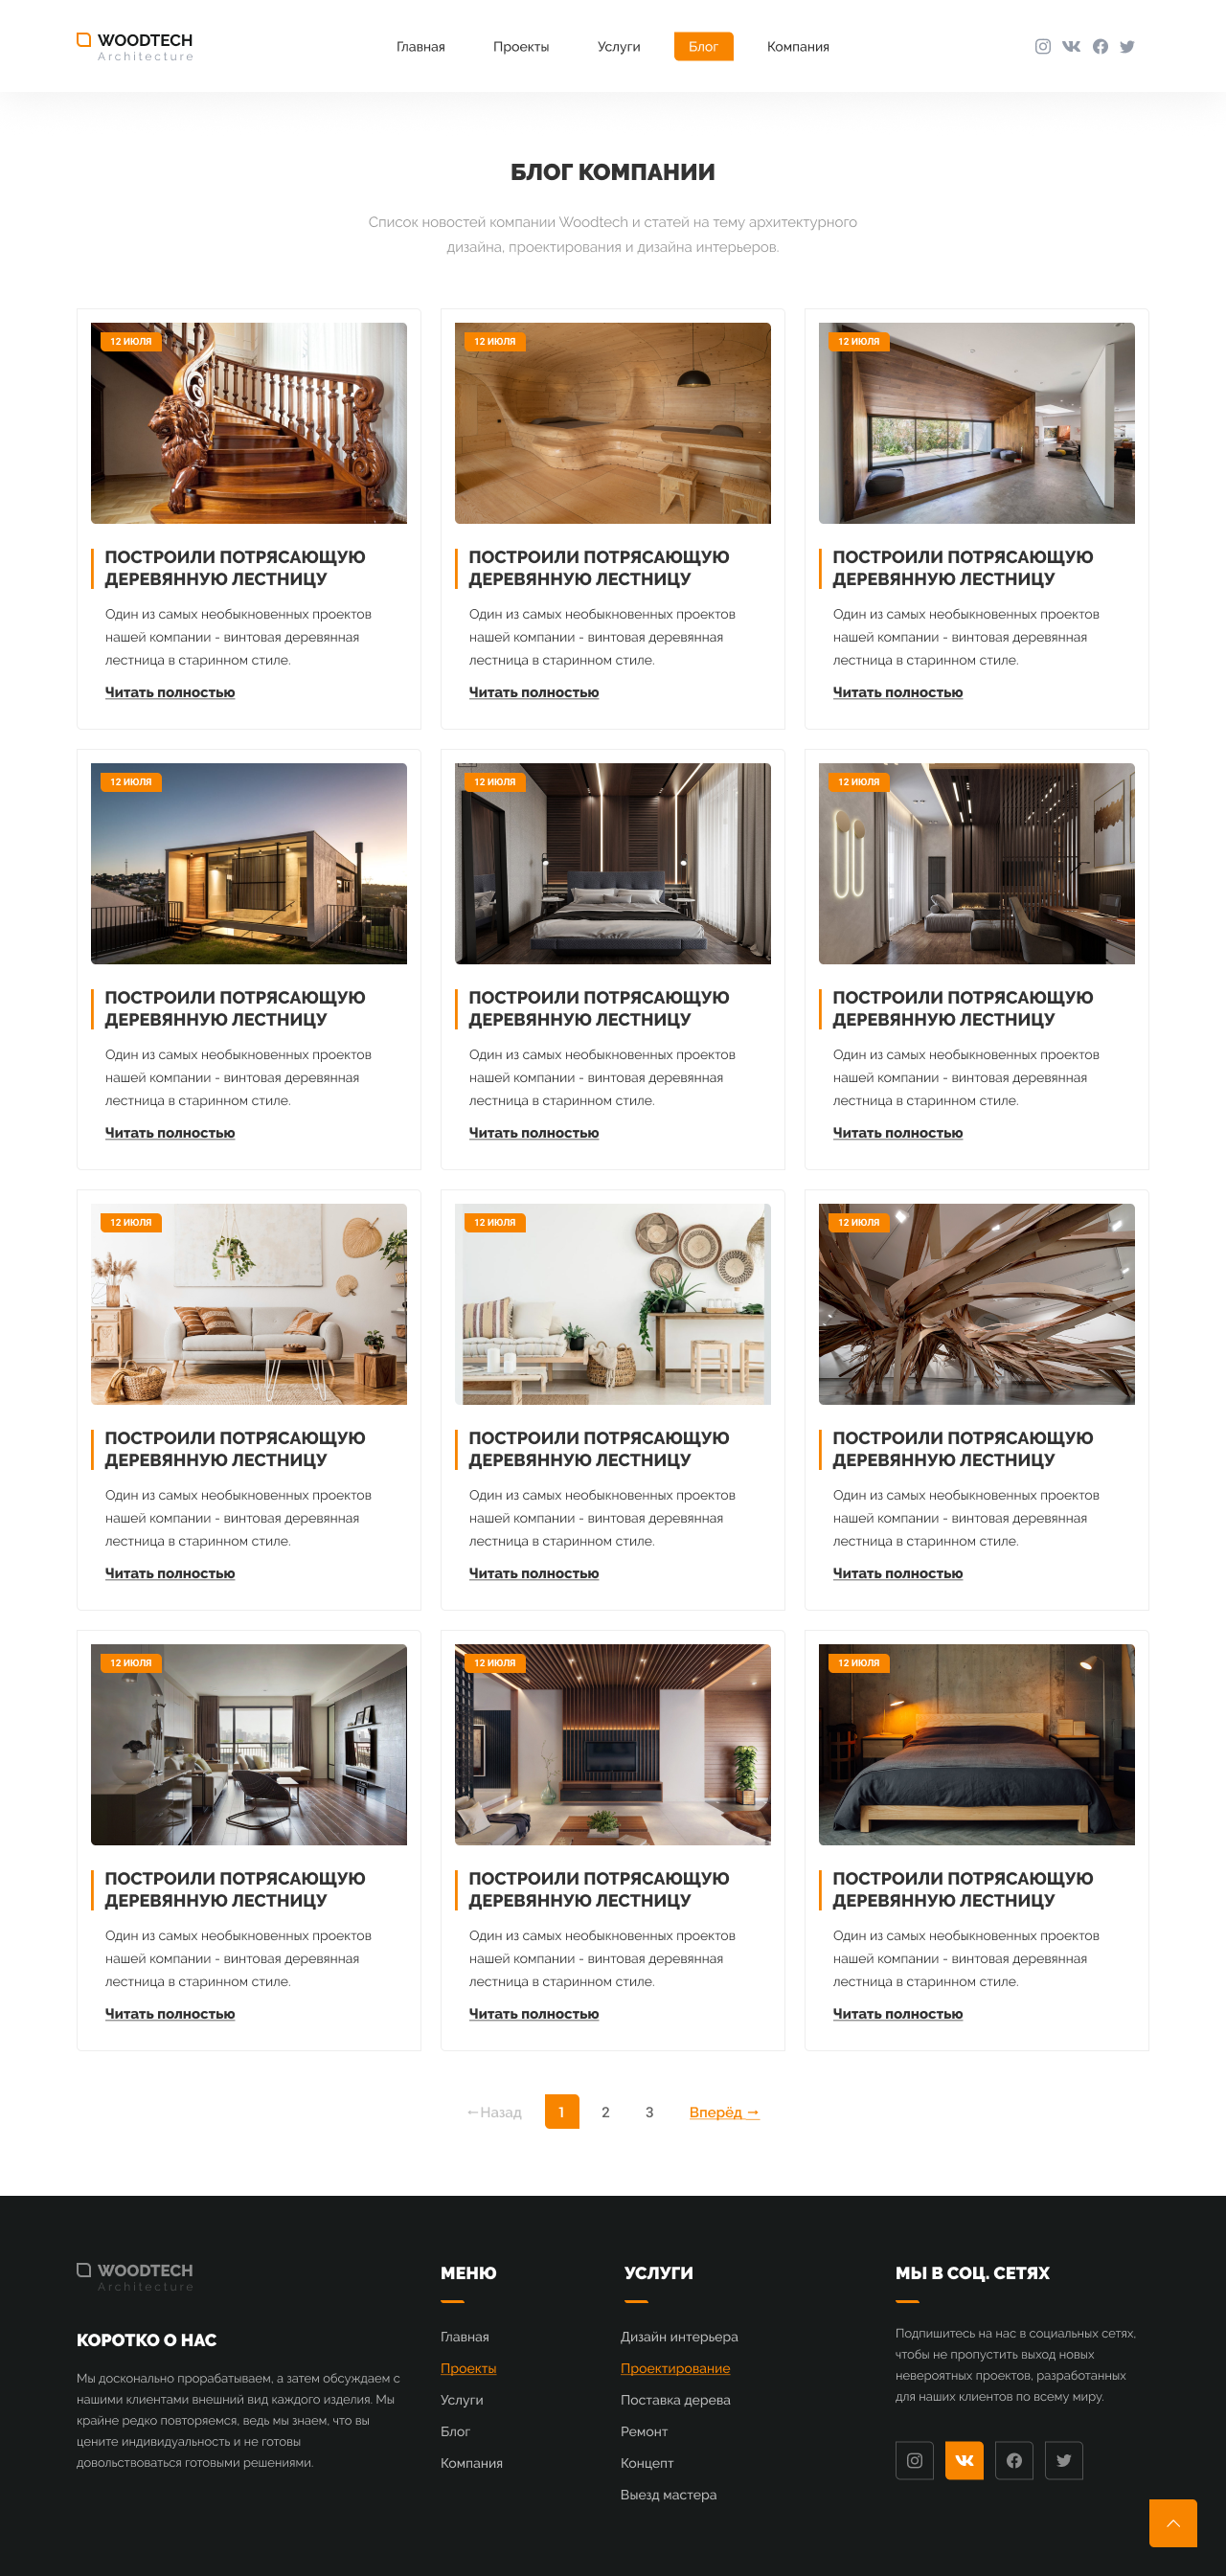 WOODTECH
Architecture
Главная Проекты Услуги Блог Компания
БЛОГ КОМПАНИИ
Список новостей компании Woodtech и статей на тему архитектурного
дизайна, проектирования и дизайна интерьеров.
12 ИЮЛЯ
ПОСТРОИЛИ ПОТРЯСАЮЩУЮ
ДЕРЕВЯННУЮ ЛЕСТНИЦУ
Один из самых необыкновенных проектов
нашей компании - винтовая деревянная
лестница в старинном стиле.
Читать полностью
12 ИЮЛЯ
ПОСТРОИЛИ ПОТРЯСАЮЩУЮ
ДЕРЕВЯННУЮ ЛЕСТНИЦУ
Один из самых необыкновенных проектов
нашей компании - винтовая деревянная
лестница в старинном стиле.
Читать полностью
12 ИЮЛЯ
ПОСТРОИЛИ ПОТРЯСАЮЩУЮ
ДЕРЕВЯННУЮ ЛЕСТНИЦУ
Один из самых необыкновенных проектов
нашей компании - винтовая деревянная
лестница в старинном стиле.
Читать полностью
12 ИЮЛЯ
ПОСТРОИЛИ ПОТРЯСАЮЩУЮ
ДЕРЕВЯННУЮ ЛЕСТНИЦУ
Один из самых необыкновенных проектов
нашей компании - винтовая деревянная
лестница в старинном стиле.
Читать полностью
12 ИЮЛЯ
ПОСТРОИЛИ ПОТРЯСАЮЩУЮ
ДЕРЕВЯННУЮ ЛЕСТНИЦУ
Один из самых необыкновенных проектов
нашей компании - винтовая деревянная
лестница в старинном стиле.
Читать полностью
12 ИЮЛЯ
ПОСТРОИЛИ ПОТРЯСАЮЩУЮ
ДЕРЕВЯННУЮ ЛЕСТНИЦУ
Один из самых необыкновенных проектов
нашей компании - винтовая деревянная
лестница в старинном стиле.
Читать полностью
12 ИЮЛЯ
ПОСТРОИЛИ ПОТРЯСАЮЩУЮ
ДЕРЕВЯННУЮ ЛЕСТНИЦУ
Один из самых необыкновенных проектов
нашей компании - винтовая деревянная
лестница в старинном стиле.
Читать полностью
12 ИЮЛЯ
ПОСТРОИЛИ ПОТРЯСАЮЩУЮ
ДЕРЕВЯННУЮ ЛЕСТНИЦУ
Один из самых необыкновенных проектов
нашей компании - винтовая деревянная
лестница в старинном стиле.
Читать полностью
12 ИЮЛЯ
ПОСТРОИЛИ ПОТРЯСАЮЩУЮ
ДЕРЕВЯННУЮ ЛЕСТНИЦУ
Один из самых необыкновенных проектов
нашей компании - винтовая деревянная
лестница в старинном стиле.
Читать полностью
12 ИЮЛЯ
ПОСТРОИЛИ ПОТРЯСАЮЩУЮ
ДЕРЕВЯННУЮ ЛЕСТНИЦУ
Один из самых необыкновенных проектов
нашей компании - винтовая деревянная
лестница в старинном стиле.
Читать полностью
12 ИЮЛЯ
ПОСТРОИЛИ ПОТРЯСАЮЩУЮ
ДЕРЕВЯННУЮ ЛЕСТНИЦУ
Один из самых необыкновенных проектов
нашей компании - винтовая деревянная
лестница в старинном стиле.
Читать полностью
12 ИЮЛЯ
ПОСТРОИЛИ ПОТРЯСАЮЩУЮ
ДЕРЕВЯННУЮ ЛЕСТНИЦУ
Один из самых необыкновенных проектов
нашей компании - винтовая деревянная
лестница в старинном стиле.
Читать полностью
←Назад 1 2 3 Вперёд →
WOODTECH
Architecture
КОРОТКО О НАС
Мы досконально прорабатываем, а затем обсуждаем с
нашими клиентами внешний вид каждого изделия. Мы
крайне редко повторяемся, ведь мы знаем, что вы
цените индивидуальность и не готовы
довольствоваться готовыми решениями.
МЕНЮ
Главная
Проекты
Услуги
Блог
Компания
УСЛУГИ
Дизайн интерьера
Проектирование
Поставка дерева
Ремонт
Концепт
Выезд мастера
МЫ В СОЦ. СЕТЯХ
Подпишитесь на нас в социальных сетях,
чтобы не пропустить выход новых
невероятных проектов, разработанных
для наших клиентов по всему миру.